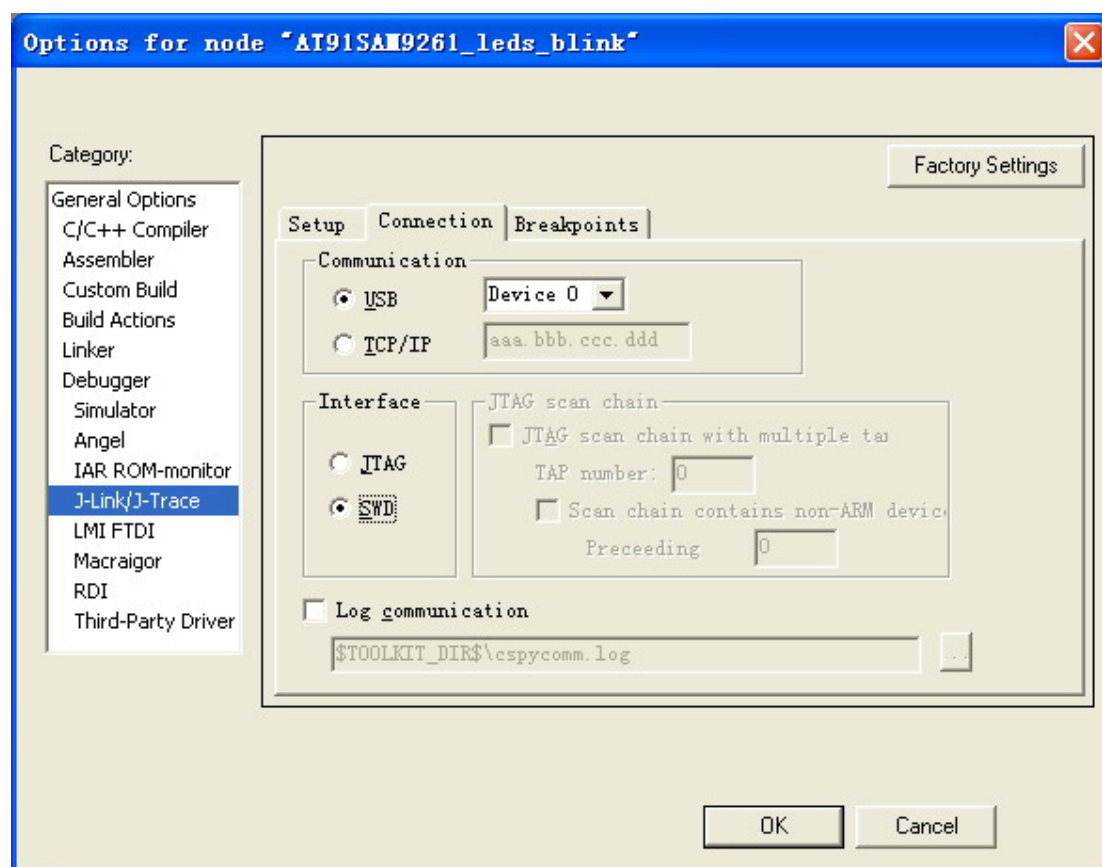 Options for node "AT91SAM9261_leds_blink"
Category:
Factory Settings
General Options
C/C++ Compiler
Assembler
Custom Build
Build Actions
Linker
Debugger
Simulator
Angel
IAR ROM-monitor
J-Link/J-Trace
LMI FTDI
Macraigor
RDI
Third-Party Driver
Setup Connection Breakpoints
Communication
USB Device 0
TCP/IP aaa.bbb.ccc.ddd
Interface
JTAG
SWD
JTAG scan chain
JTAG scan chain with multiple tar
TAP number: 0
Scan chain contains non-ARM device
Preceeding 0
Log communication
$TOOLKIT_DIR$\cspycomm.log
..
OK Cancel